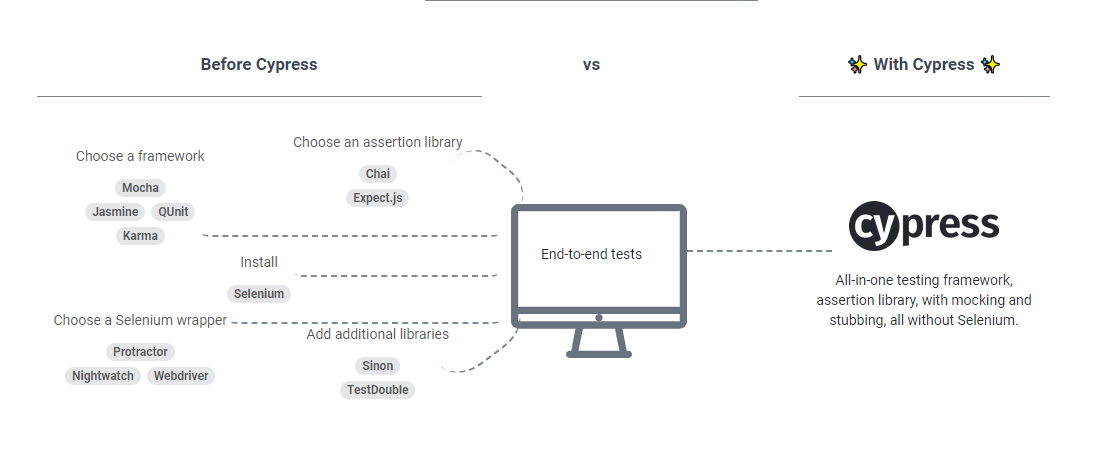 Before Cypress
vs
With Cypress
Choose a framework
Mocha
Jasmine QUnit
Karma
Choose an assertion library
Chai
Expect.js
Install
Selenium
Choose a Selenium wrapper
Protractor
Nightwatch Webdriver
Add additional libraries
Sinon
TestDouble
End-to-end tests
cypress
All-in-one testing framework,
assertion library, with mocking and
stubbing, all without Selenium.